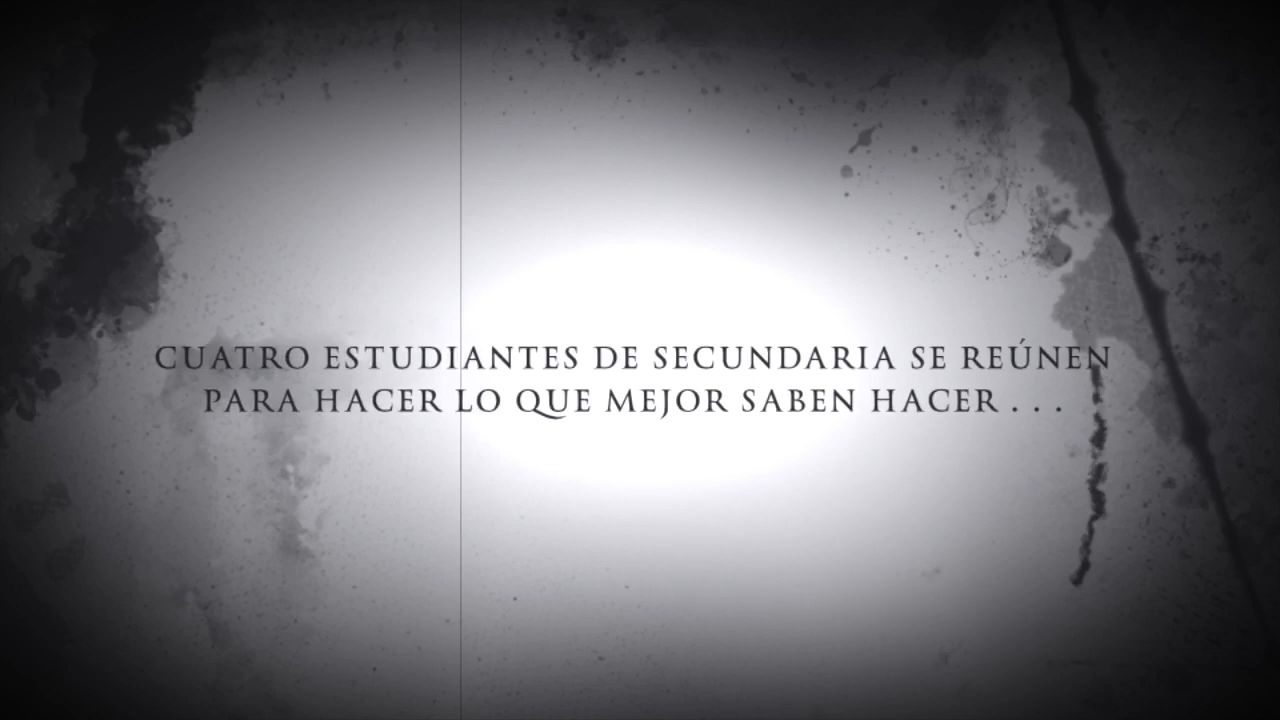 CUATRO ESTUDIANTES DE SECUNDARIA SE REÚNEN
PARA HACER LO QUE MEJOR SABEN HACER . . .